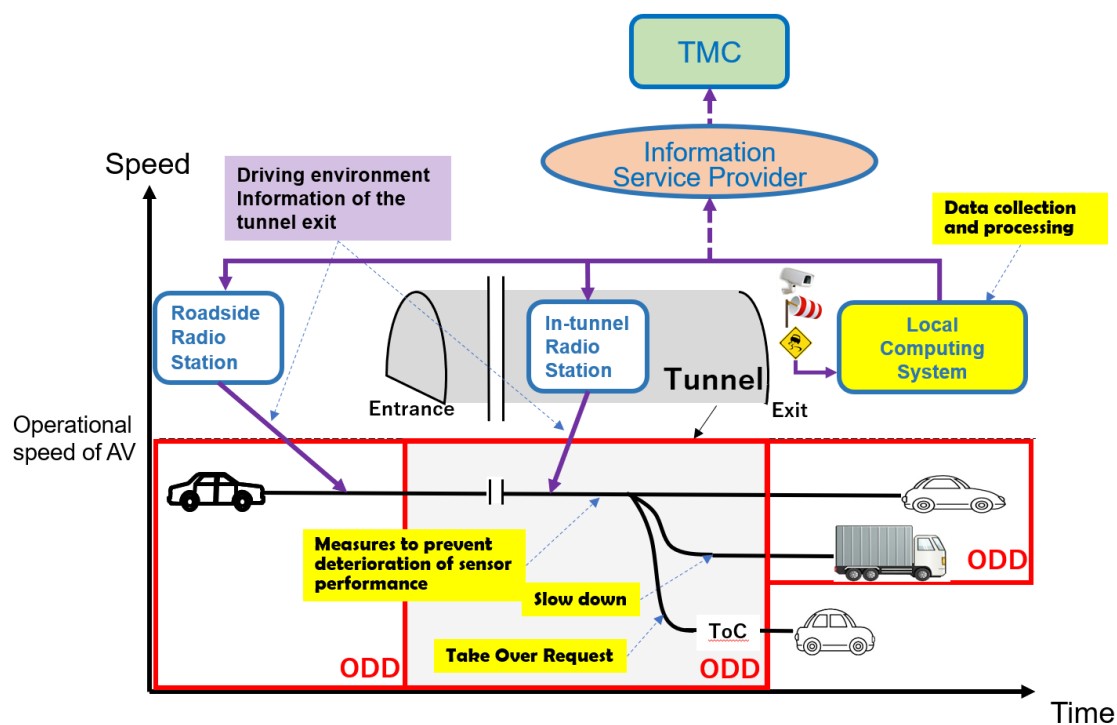 TMC
Information
Service Provider
Speed
Driving environment
Information of the
tunnel exit
Data collection
and processing
Roadside
Radio
Station
In-tunnel
Radio
Station
Local
Computing
System
Tunnel
Entrance
Exit
Operational
speed of AV
Measures to prevent
deterioration of sensor
performance
Slow down
ODD
ToC
Take Over Request
ODD
ODD
Time